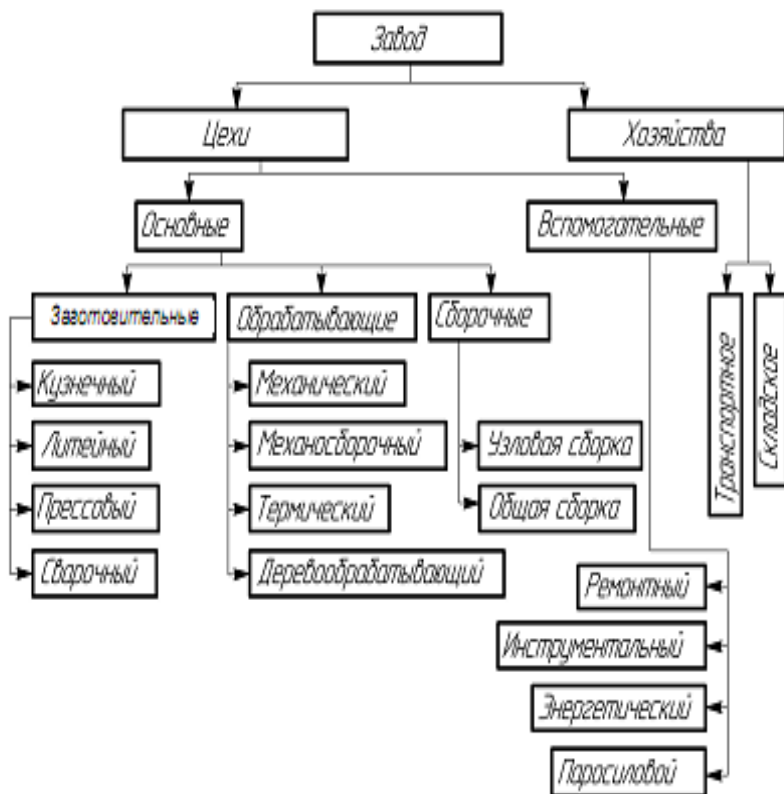 Завод
Цехи
Хозяйства
Основные
Вспомогательные
Заготовительные
Обрабатывающие
Сборочные
Транспортное
Складское
Кузнечный
Механический
Литейный
Механосборочный
Узловая сборка
Прессовый
Термический
Общая сборка
Сварочный
Деревообрабатывающий
Ремонтный
Инструментальный
Энергетический
Паросиловой